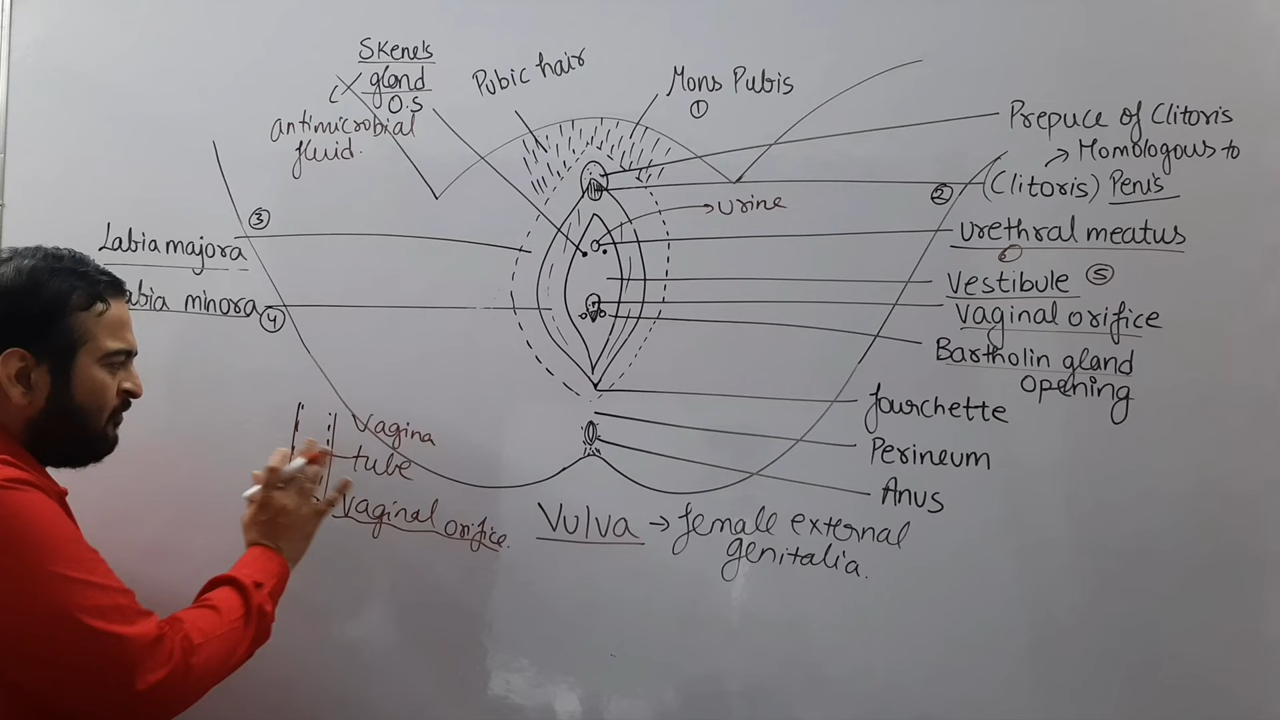 Skene's
gland
O.S
antimicrobial
fluid.
Pubic hair
Mons Pubis
①
Prepuce of Clitoris
→ Homologous to
② (Clitoris) Penis
→ urine
urethral meatus
⑥
Vestibule ⑤
Vaginal orifice
Bartholin gland
opening
fourchette
Perineum
Anus
③
Labia majora
abia minora
④
Vagina
tube
Vaginal orifice.
Vulva → female external
genitalia.